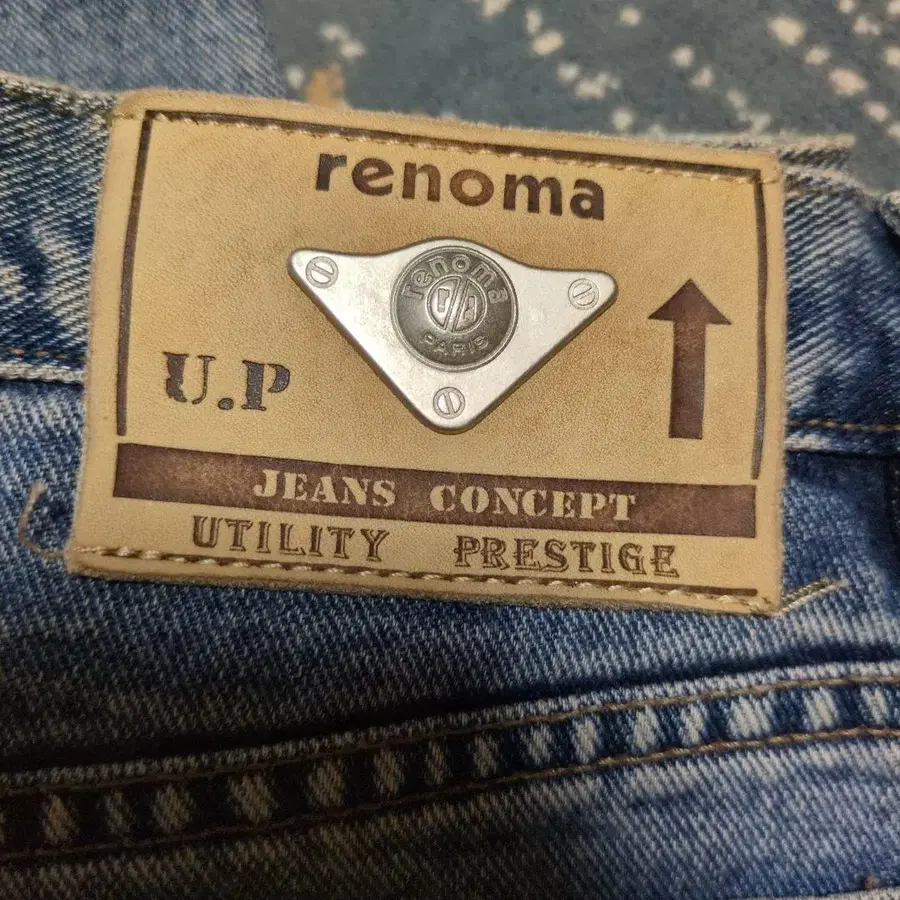 renoma
renoma
PARIS
U.P
JEANS CONCEPT
UTILITY PRESTIGE